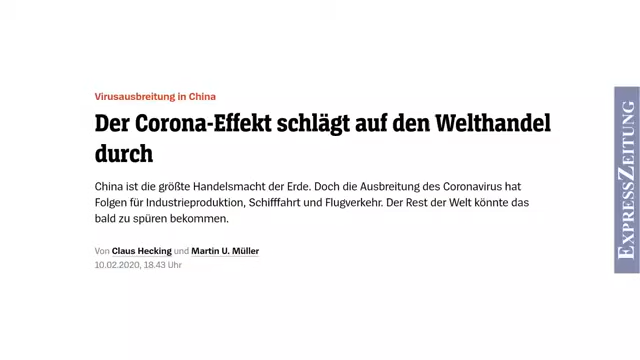 Virusausbreitung in China
Der Corona-Effekt schlägt auf den Welthandel
durch
China ist die größte Handelsmacht der Erde. Doch die Ausbreitung des Coronavirus hat
Folgen für Industrieproduktion, Schifffahrt und Flugverkehr. Der Rest der Welt könnte das
bald zu spüren bekommen.
Von Claus Hecking und Martin U. Müller
10.02.2020, 18.43 Uhr
EXPRESSZEITUNG